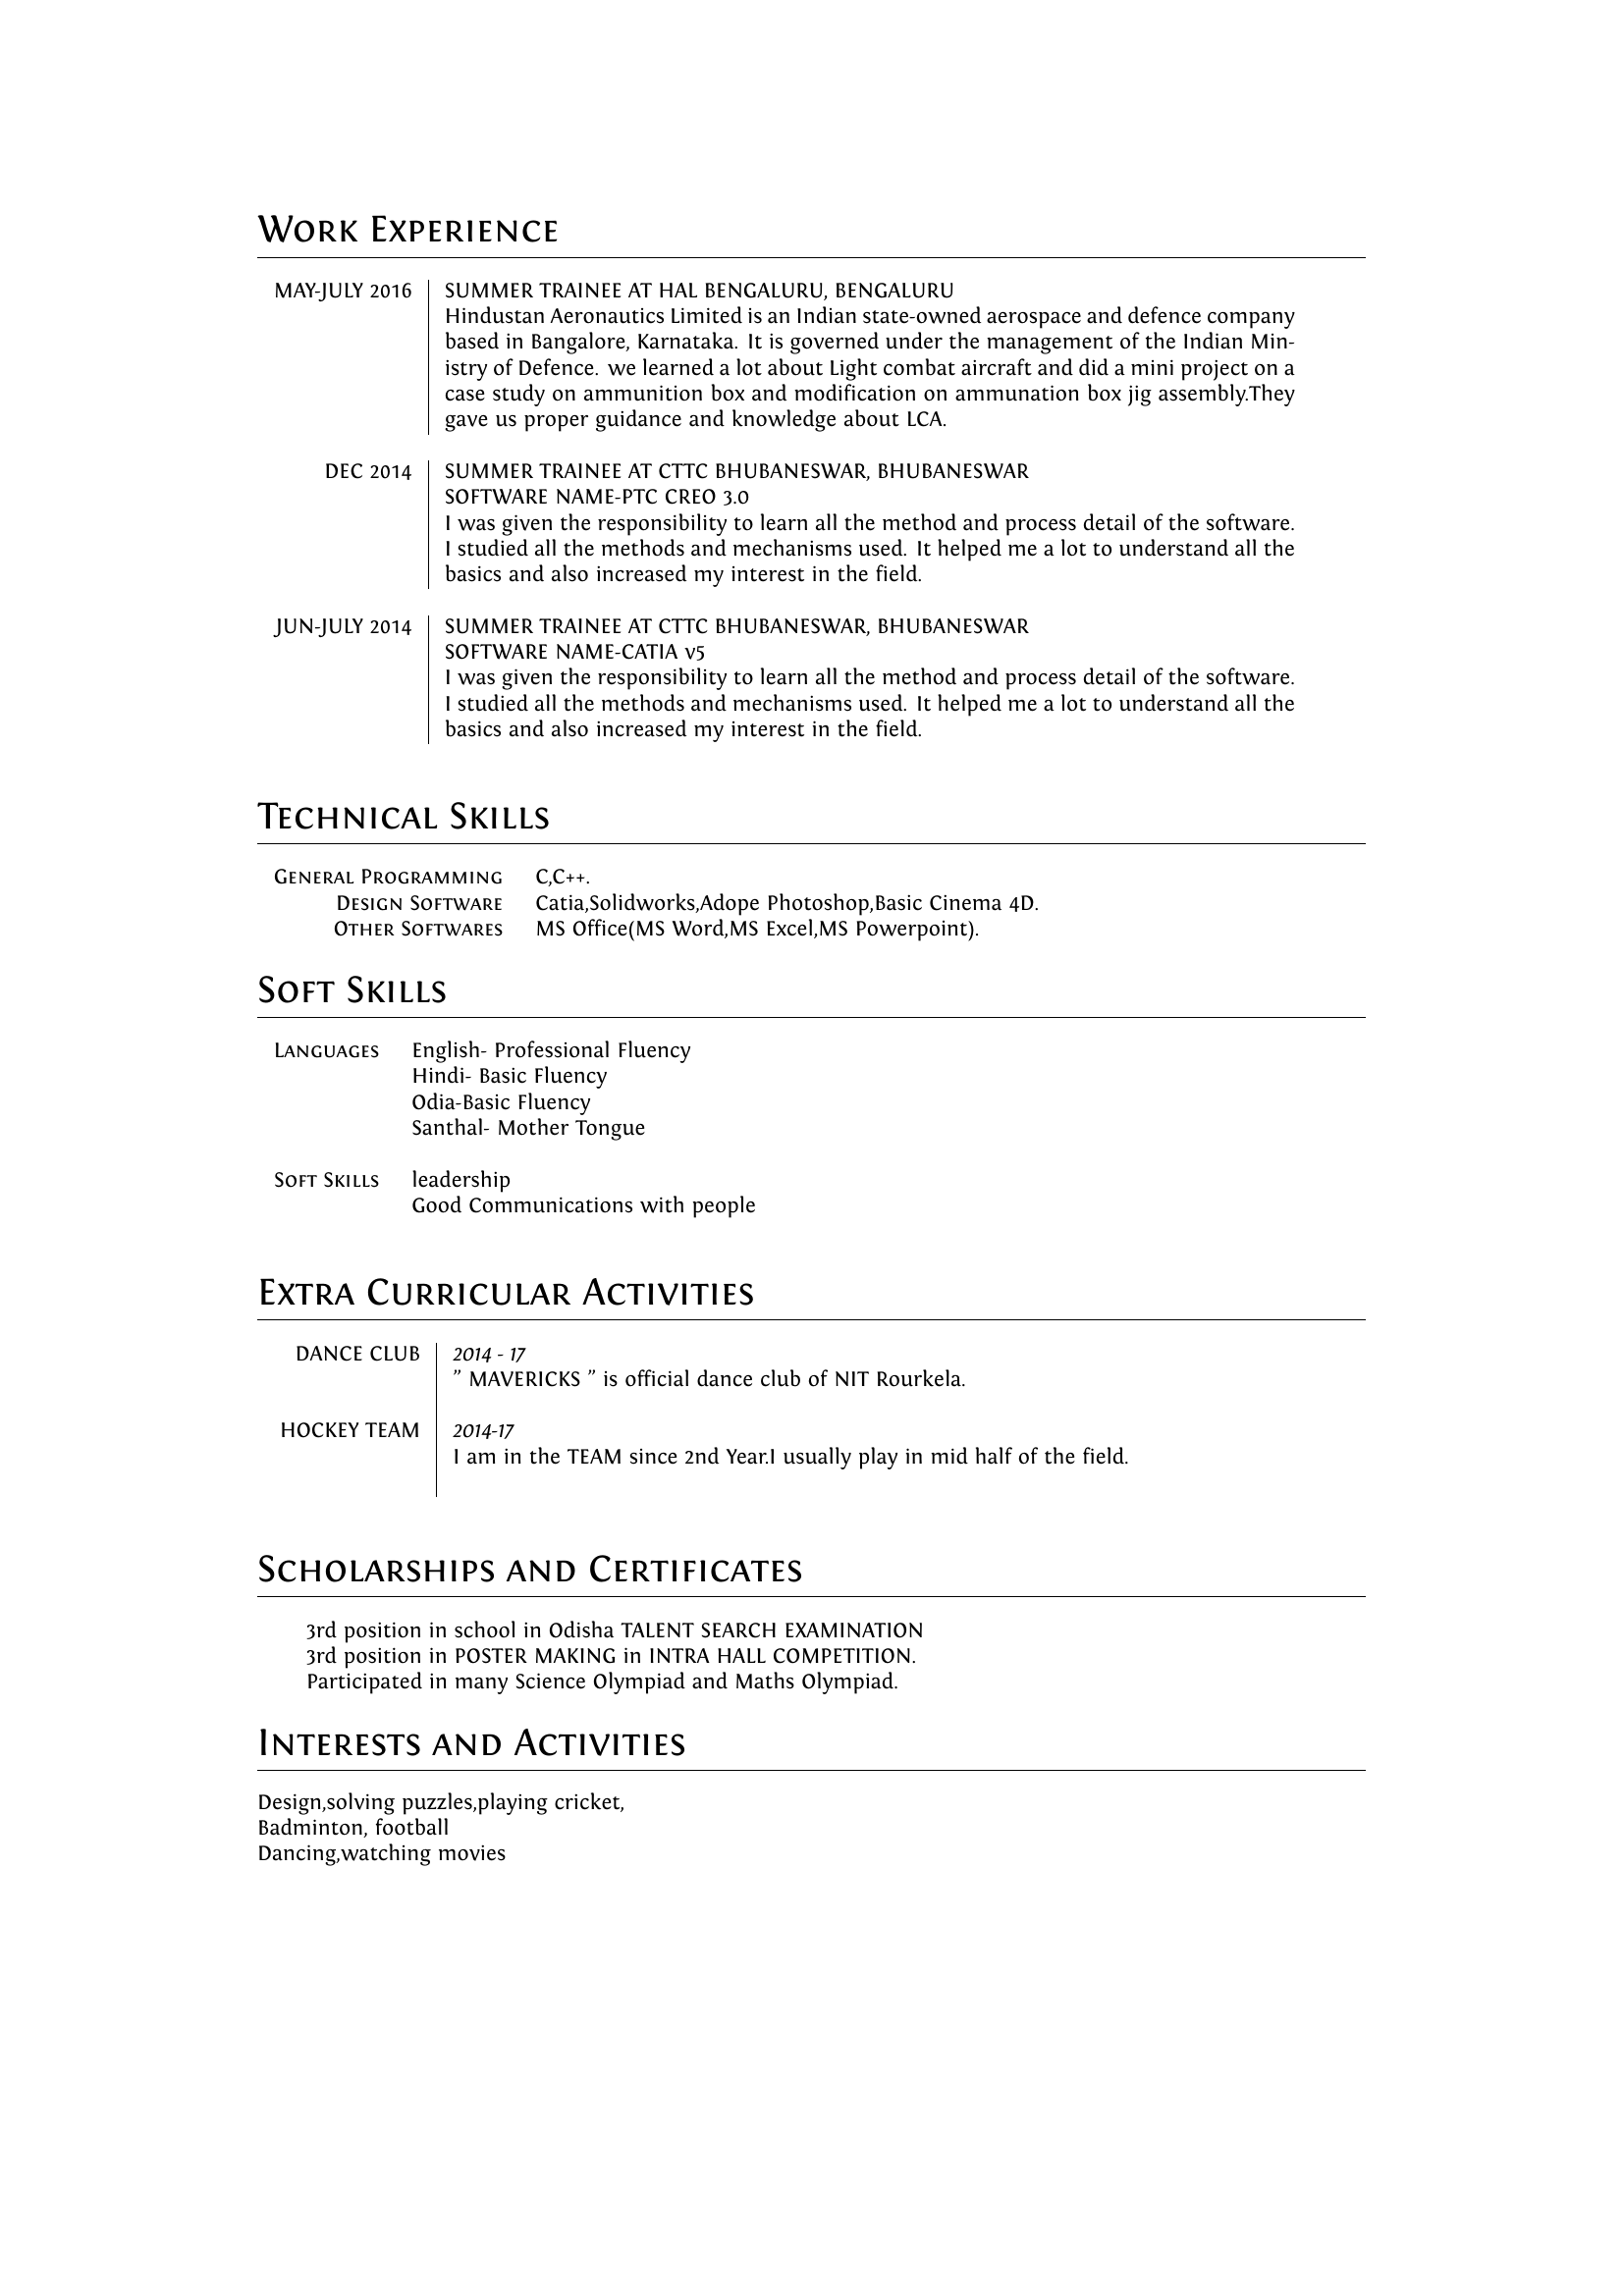 Work Experience
MAY-JULY 2016 SUMMER TRAINEE AT HAL BENGALURU, BENGALURU
Hindustan Aeronautics Limited is an Indian state-owned aerospace and defence company
based in Bangalore, Karnataka. It is governed under the management of the Indian Min-
istry of Defence. we learned a lot about Light combat aircraft and did a mini project on a
case study on ammunition box and modification on ammunation box jig assembly.They
gave us proper guidance and knowledge about LCA.
DEC 2014 SUMMER TRAINEE AT CTTC BHUBANESWAR, BHUBANESWAR
SOFTWARE NAME-PTC CREO 3.0
I was given the responsibility to learn all the method and process detail of the software.
I studied all the methods and mechanisms used. It helped me a lot to understand all the
basics and also increased my interest in the field.
JUN-JULY 2014 SUMMER TRAINEE AT CTTC BHUBANESWAR, BHUBANESWAR
SOFTWARE NAME-CATIA v5
I was given the responsibility to learn all the method and process detail of the software.
I studied all the methods and mechanisms used. It helped me a lot to understand all the
basics and also increased my interest in the field.
Technical Skills
General Programming C,C++.
Design Software Catia,Solidworks,Adope Photoshop,Basic Cinema 4D.
Other Softwares MS Office(MS Word,MS Excel,MS Powerpoint).
Soft Skills
Languages English- Professional Fluency
Hindi- Basic Fluency
Odia-Basic Fluency
Santhal- Mother Tongue
Soft Skills leadership
Good Communications with people
Extra Curricular Activities
DANCE CLUB 2014 - 17
” MAVERICKS ” is official dance club of NIT Rourkela.
HOCKEY TEAM 2014-17
I am in the TEAM since 2nd Year.I usually play in mid half of the field.
Scholarships and Certificates
3rd position in school in Odisha TALENT SEARCH EXAMINATION
3rd position in POSTER MAKING in INTRA HALL COMPETITION.
Participated in many Science Olympiad and Maths Olympiad.
Interests and Activities
Design,solving puzzles,playing cricket,
Badminton, football
Dancing,watching movies